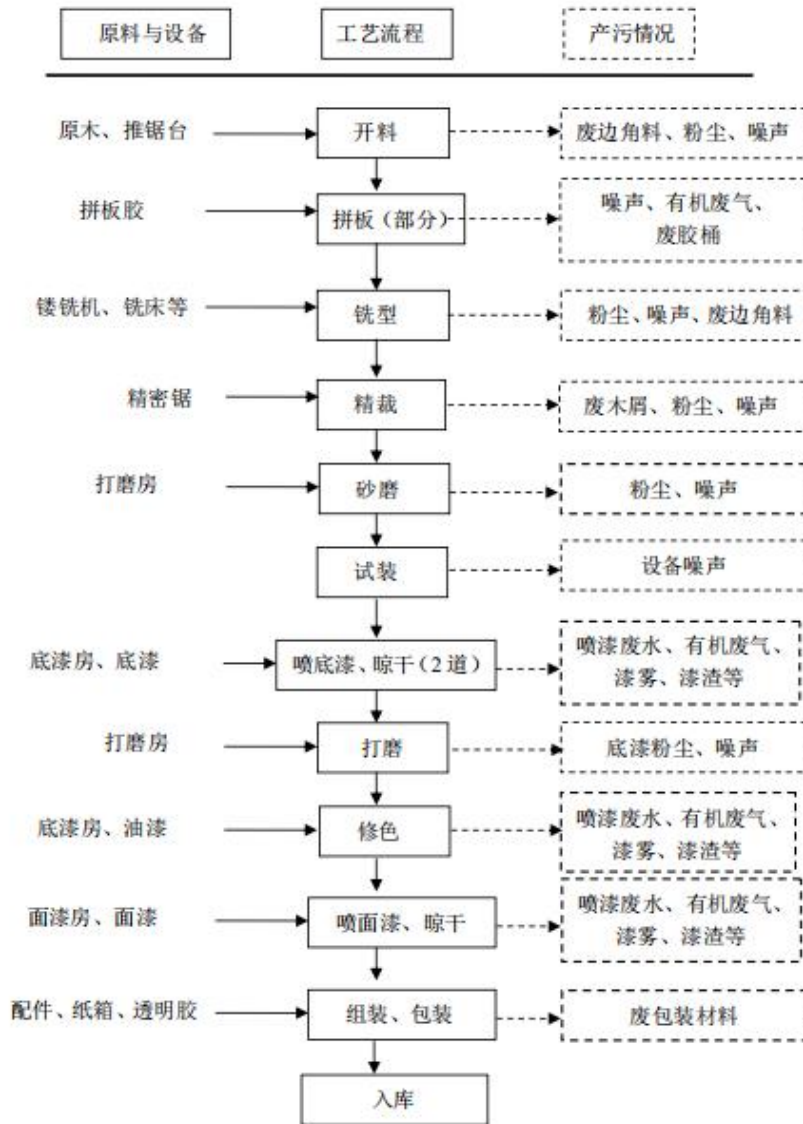 原料与设备 工艺流程 产污情况
原木、推锯台 开料 废边角料、粉尘、噪声
拼板胶 拼板（部分） 噪声、有机废气、
废胶桶
镂铣机、铣床等 铣型 粉尘、噪声、废边角料
精密锯 精裁 废木屑、粉尘、噪声
打磨房 砂磨 粉尘、噪声
试装 设备噪声
底漆房、底漆 喷底漆、晾干（2道） 喷漆废水、有机废气、
漆雾、漆渣等
打磨房 打磨 底漆粉尘、噪声
底漆房、油漆 修色 喷漆废水、有机废气、
漆雾、漆渣等
面漆房、面漆 喷面漆、晾干 喷漆废水、有机废气、
漆雾、漆渣等
配件、纸箱、透明胶 组装、包装 废包装材料
入库